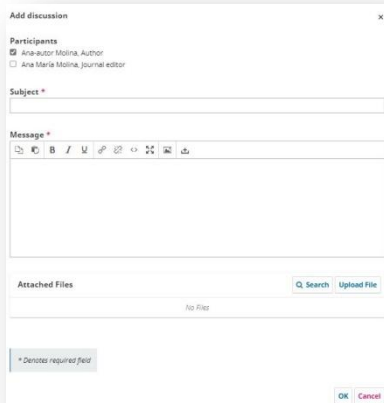 Add discussion
×
Participants
Ana-autor Molina, Author
Ana María Molina, Journal editor
Subject *
Message *
B I U
Attached Files
Search Upload File
No Files
* Denotes required field
OK Cancel